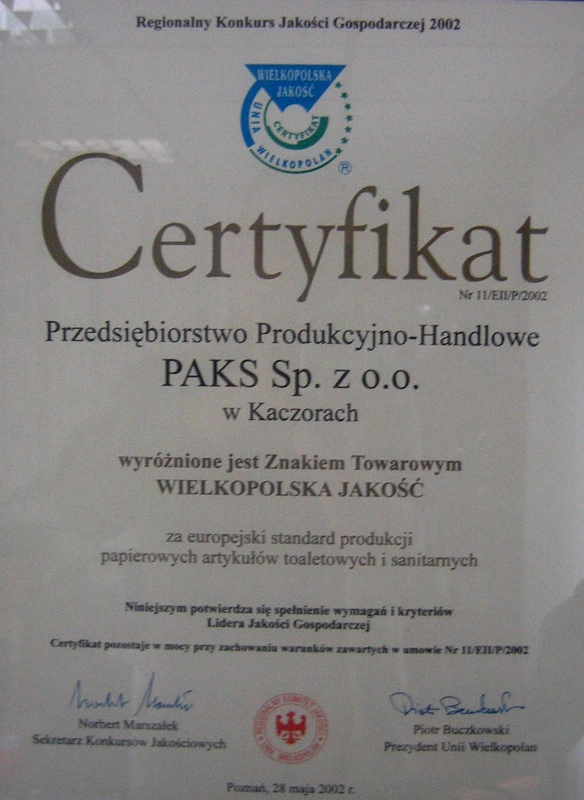 Regionalny Konkurs Jakości Gospodarczej 2002
WIELKOPOLSKA
JAKOŚĆ
CERTYFIKAT
UNIA WIELKOPOLAN
®
Certyfikat
Nr 11/EII/P/2002
Przedsiębiorstwo Produkcyjno-Handlowe
PAKS Sp. z o.o.
w Kaczorach
wyróżnione jest Znakiem Towarowym
WIELKOPOLSKA JAKOŚĆ
za europejski standard produkcji
papierowych artykułów toaletowych i sanitarnych
Niniejszym potwierdza się spełnienie wymagań i kryteriów
Lidera Jakości Gospodarczej
Certyfikat pozostaje w mocy przy zachowaniu warunków zawartych w umowie Nr 11/EII/P/2002
Norbert Marszałek
Sekretarz Konkursów Jakościowych
REGIONALNY KOMITET JAKOŚCI
Piotr Buczkowski
Prezydent Unii Wielkopolan
Poznań, 28 maja 2002 r.